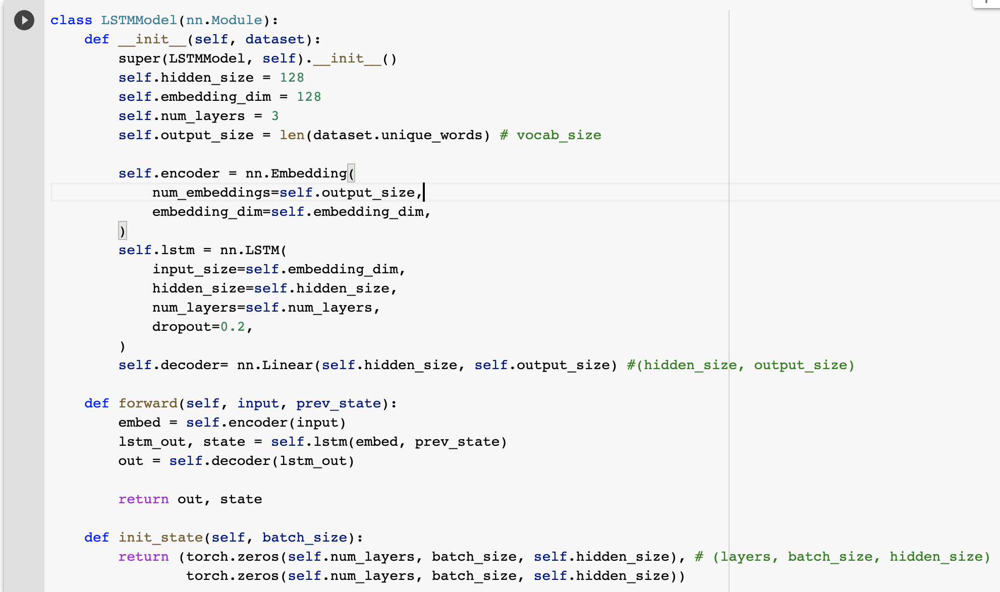 class LSTMModel(nn.Module):
    def __init__(self, dataset):
        super(LSTMModel, self).__init__()
        self.hidden_size = 128
        self.embedding_dim = 128
        self.num_layers = 3
        self.output_size = len(dataset.unique_words) # vocab_size

        self.encoder = nn.Embedding(
            num_embeddings=self.output_size,
            embedding_dim=self.embedding_dim,
        )
        self.lstm = nn.LSTM(
            input_size=self.embedding_dim,
            hidden_size=self.hidden_size,
            num_layers=self.num_layers,
            dropout=0.2,
        )
        self.decoder= nn.Linear(self.hidden_size, self.output_size) #(hidden_size, output_size)

    def forward(self, input, prev_state):
        embed = self.encoder(input)
        lstm_out, state = self.lstm(embed, prev_state)
        out = self.decoder(lstm_out)

        return out, state

    def init_state(self, batch_size):
        return (torch.zeros(self.num_layers, batch_size, self.hidden_size), # (layers, batch_size, hidden_size)
                torch.zeros(self.num_layers, batch_size, self.hidden_size))